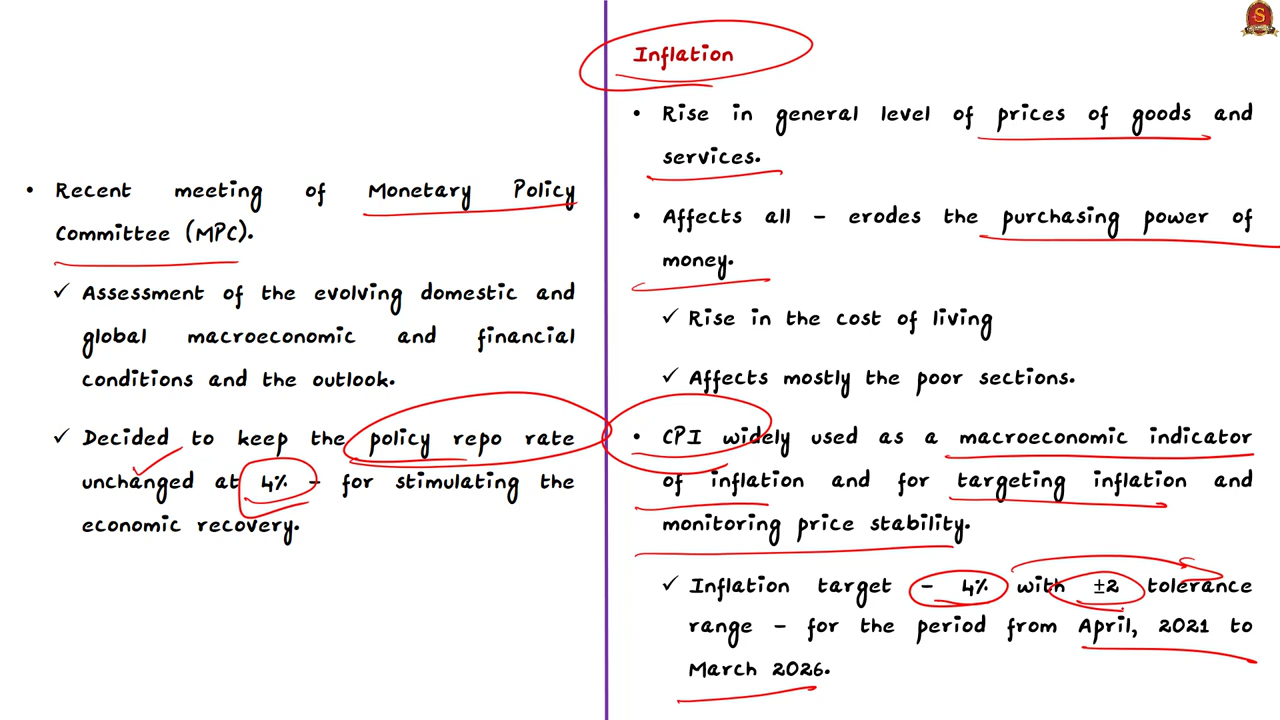 • Recent meeting of Monetary Policy
Committee (MPC).
✓ Assessment of the evolving domestic and
global macroeconomic and financial
conditions and the outlook.
✓ Decided to keep the policy repo rate
unchanged at 4% – for stimulating the
economic recovery.
Inflation
• Rise in general level of prices of goods and
services.
• Affects all – erodes the purchasing power of
money.
✓ Rise in the cost of living
✓ Affects mostly the poor sections.
• CPI widely used as a macroeconomic indicator
of inflation and for targeting inflation and
monitoring price stability.
✓ Inflation target – 4% with ±2 tolerance
range – for the period from April, 2021 to
March 2026.
S